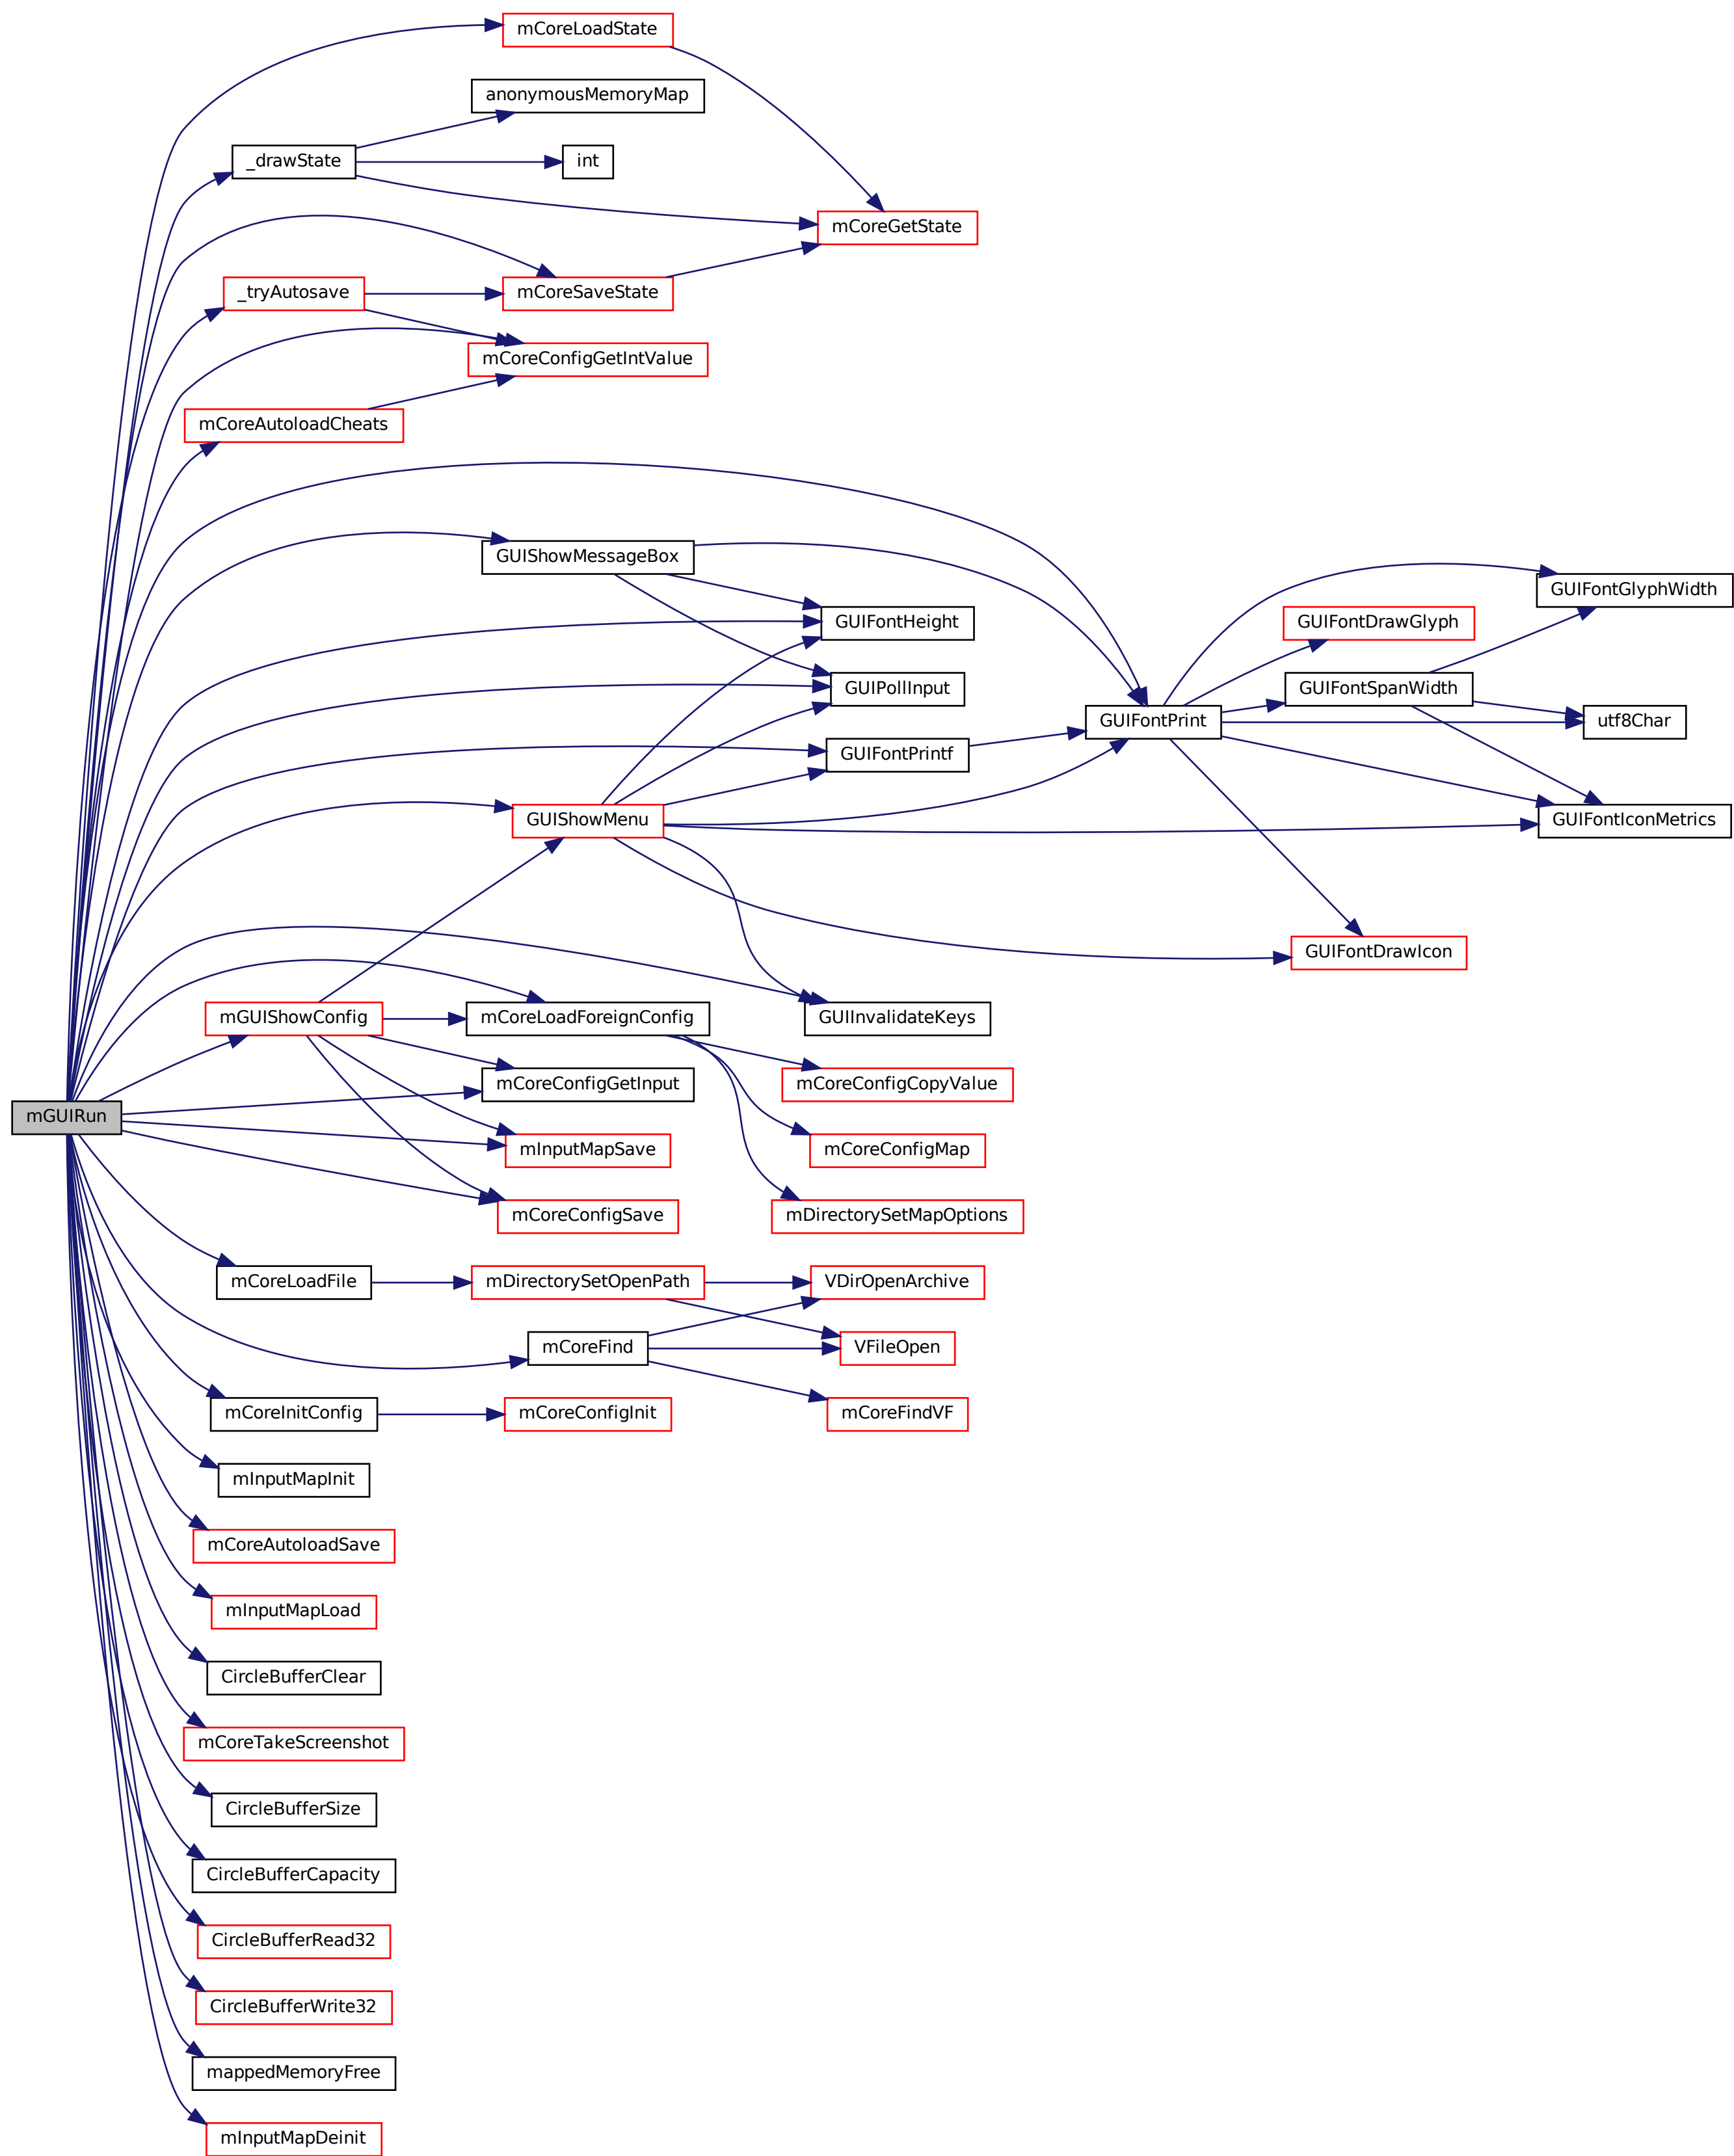 mCoreLoadState
anonymousMemoryMap
_drawState
int
mCoreGetState
_tryAutosave
mCoreSaveState
mCoreConfigGetIntValue
mCoreAutoloadCheats
GUIShowMessageBox
GUIFontGlyphWidth
GUIFontHeight
GUIFontDrawGlyph
GUIPollInput
GUIFontSpanWidth
GUIFontPrint
utf8Char
GUIFontPrintf
GUIShowMenu
GUIFontIconMetrics
GUIFontDrawIcon
mGUIShowConfig
mCoreLoadForeignConfig
GUIInvalidateKeys
mCoreConfigGetInput
mCoreConfigCopyValue
mGUIRun
mInputMapSave
mCoreConfigMap
mCoreConfigSave
mDirectorySetMapOptions
mCoreLoadFile
mDirectorySetOpenPath
VDirOpenArchive
mCoreFind
VFileOpen
mCoreInitConfig
mCoreConfigInit
mCoreFindVF
mInputMapInit
mCoreAutoloadSave
mInputMapLoad
CircleBufferClear
mCoreTakeScreenshot
CircleBufferSize
CircleBufferCapacity
CircleBufferRead32
CircleBufferWrite32
mappedMemoryFree
mInputMapDeinit